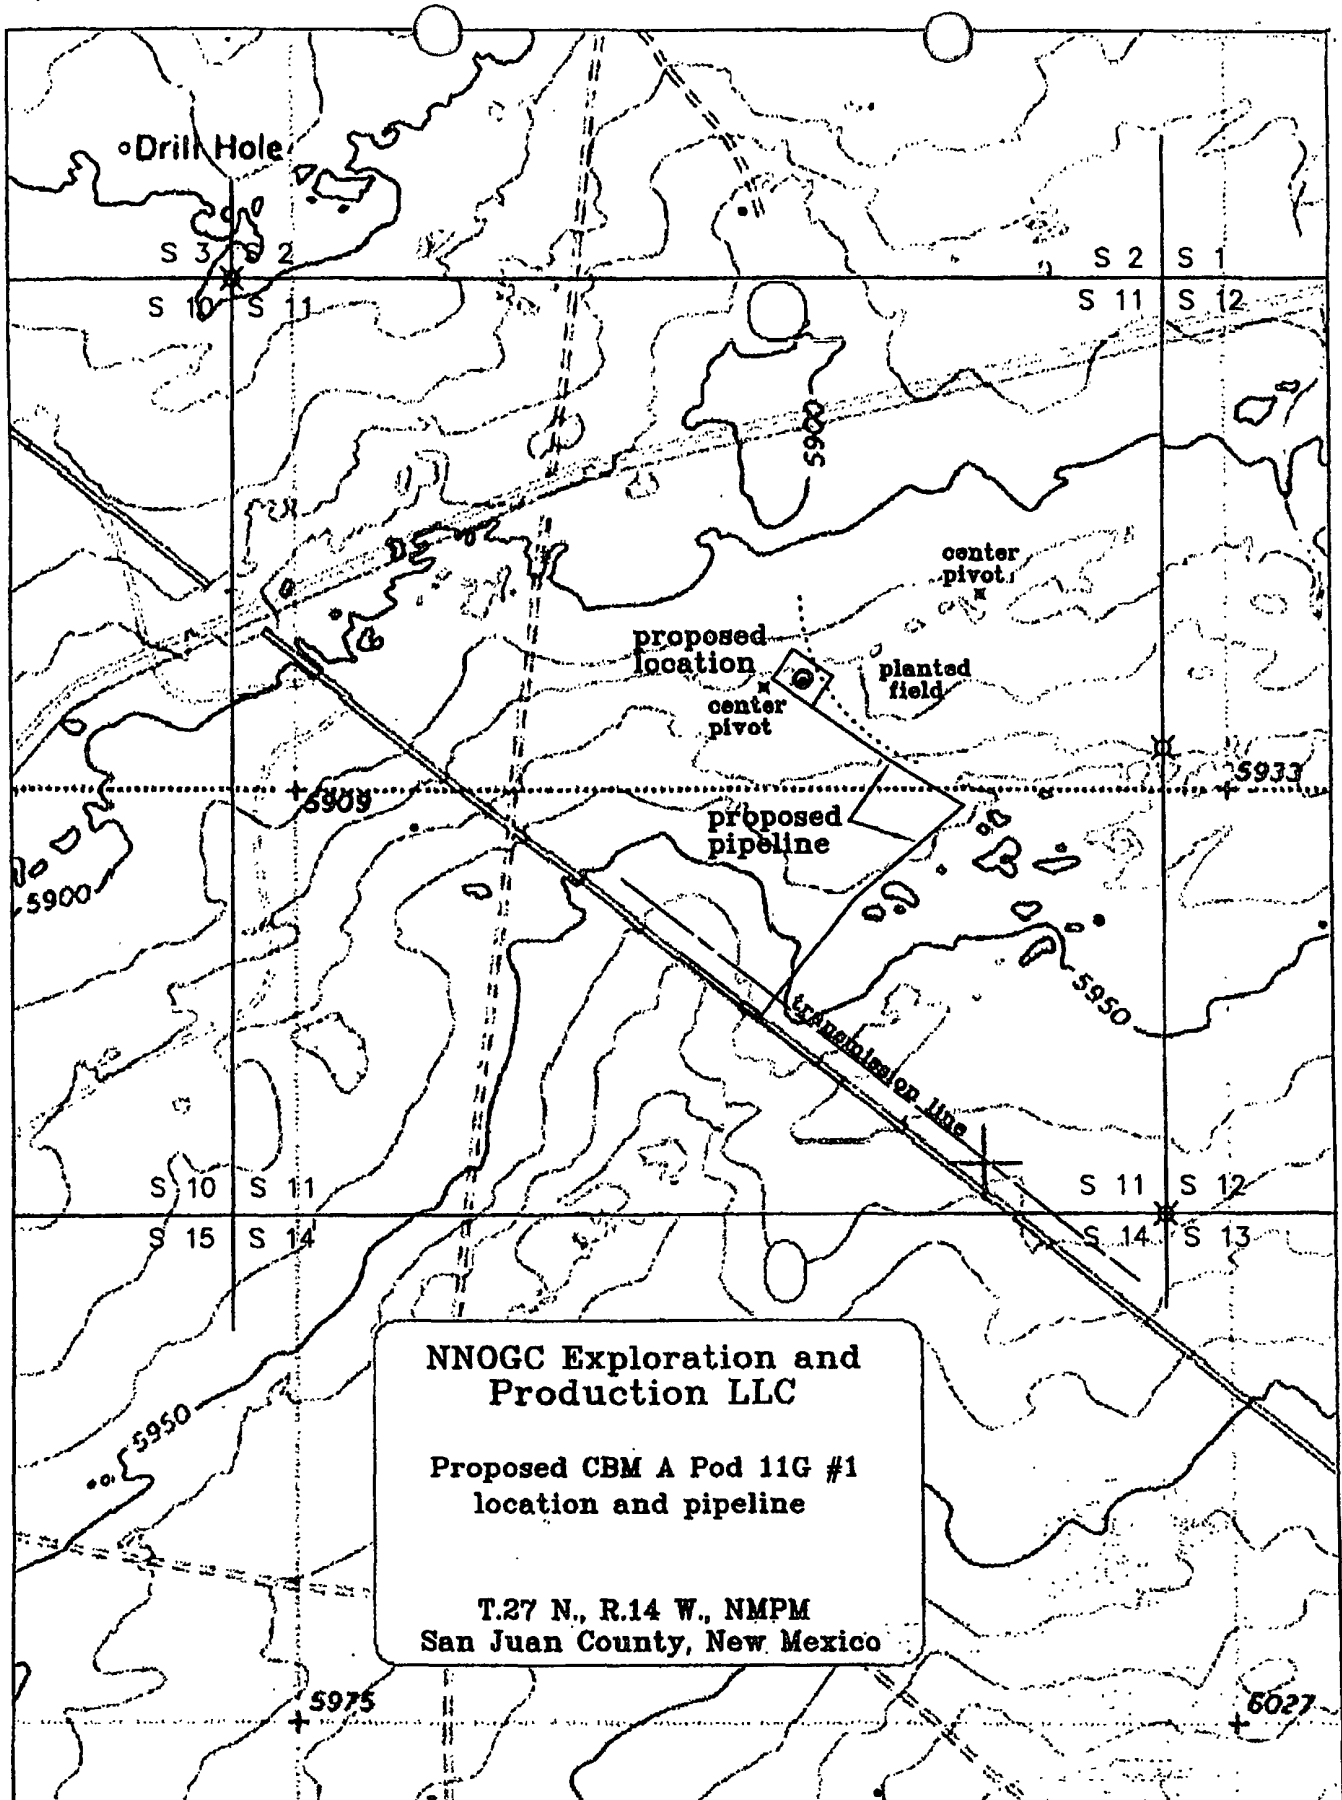 Drill Hole
S 3 S 2
S 2 S 1
S 10 S 11
S 11 S 12
5900
center
pivot
proposed
location
planted
field
center
pivot
5933
5909
proposed
pipeline
5900
5950
transmission line
S 10 S 11
S 11 S 12
S 15 S 14
S 14 S 13
NNOGC Exploration and
Production LLC
5950
Proposed CBM A Pod 11G #1
location and pipeline
T.27 N., R.14 W., NMPM
San Juan County, New Mexico
5975
6027